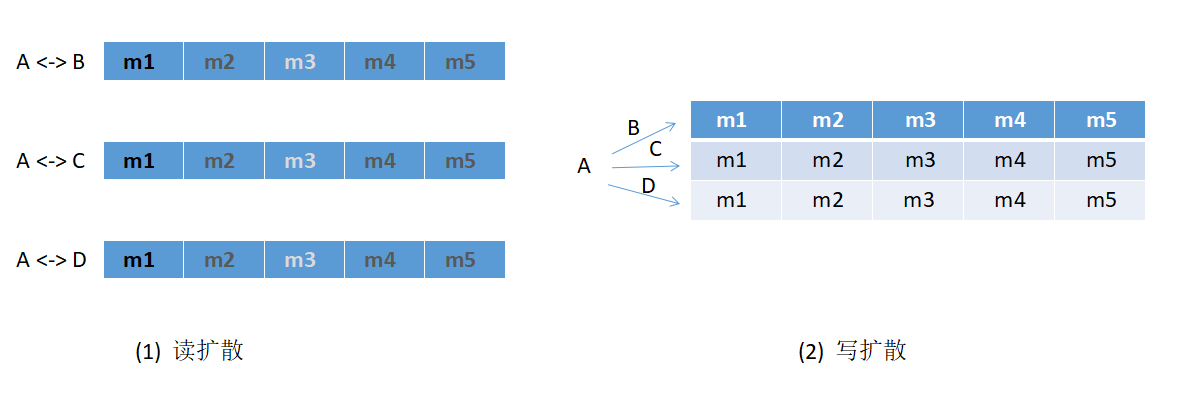 A <-> B m1 m2 m3 m4 m5
A <-> C m1 m2 m3 m4 m5
A <-> D m1 m2 m3 m4 m5
(1) 读扩散
A
B
C
D
m1 m2 m3 m4 m5
m1 m2 m3 m4 m5
m1 m2 m3 m4 m5
(2) 写扩散